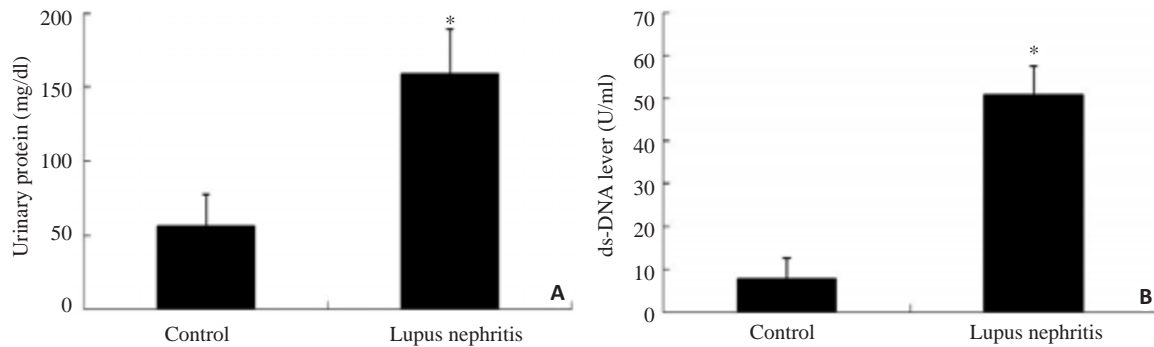 Urinary protein (mg/dl)
200
150
100
50
0
*
Control
Lupus nephritis
A
ds-DNA lever (U/ml)
70
60
50
40
30
20
10
0
*
Control
Lupus nephritis
B